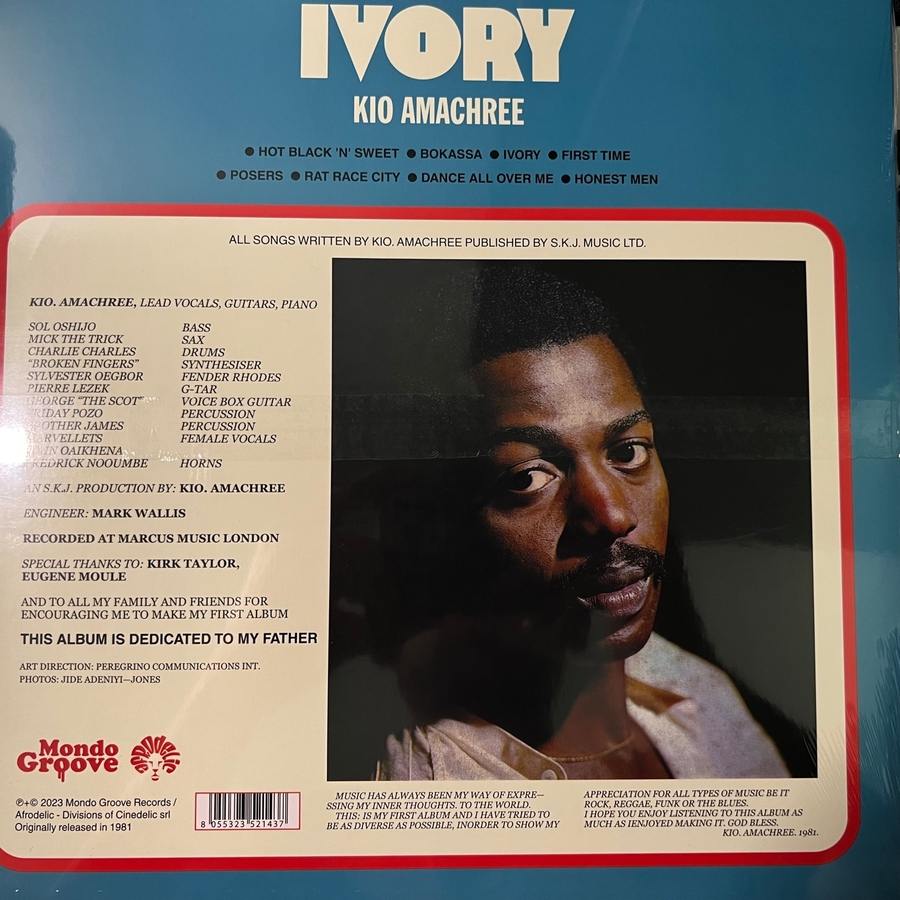 IVORY
KIO AMACHREE
● HOT BLACK 'N' SWEET ● BOKASSA ● IVORY ● FIRST TIME
● POSERS ● RAT RACE CITY ● DANCE ALL OVER ME ● HONEST MEN
ALL SONGS WRITTEN BY KIO. AMACHREE PUBLISHED BY S.K.J. MUSIC LTD.
KIO. AMACHREE, LEAD VOCALS, GUITARS, PIANO
SOL OSHIJO BASS
MICK THE TRICK SAX
CHARLIE CHARLES DRUMS
"BROKEN FINGERS" SYNTHESISER
SYLVESTER OEGBOR FENDER RHODES
PIERRE LEZEK G-TAR
GEORGE "THE SCOT" VOICE BOX GUITAR
FRIDAY POZO PERCUSSION
BROTHER JAMES PERCUSSION
MARVELLETS FEMALE VOCALS
OAIKHENA
FREDRICK NOOUMBE HORNS
AN S.K.J. PRODUCTION BY: KIO. AMACHREE
ENGINEER: MARK WALLIS
RECORDED AT MARCUS MUSIC LONDON
SPECIAL THANKS TO: KIRK TAYLOR,
EUGENE MOULE
AND TO ALL MY FAMILY AND FRIENDS FOR
ENCOURAGING ME TO MAKE MY FIRST ALBUM
THIS ALBUM IS DEDICATED TO MY FATHER
ART DIRECTION: PEREGRINO COMMUNICATIONS INT.
PHOTOS: JIDE ADENIYI—JONES
Mondo
Groove
℗+© 2023 Mondo Groove Records /
Afrodelic - Divisions of Cinedelic srl
Originally released in 1981
8 055323 521437
MUSIC HAS ALWAYS BEEN MY WAY OF EXPRE—
SSING MY INNER THOUGHTS. TO THE WORLD.
THIS: IS MY FIRST ALBUM AND I HAVE TRIED TO
BE AS DIVERSE AS POSSIBLE, INORDER TO SHOW MY
APPRECIATION FOR ALL TYPES OF MUSIC BE IT
ROCK, REGGAE, FUNK OR THE BLUES.
I HOPE YOU ENJOY LISTENING TO THIS ALBUM AS
MUCH AS IENJOYED MAKING IT. GOD BLESS.
KIO. AMACHREE. 1981.